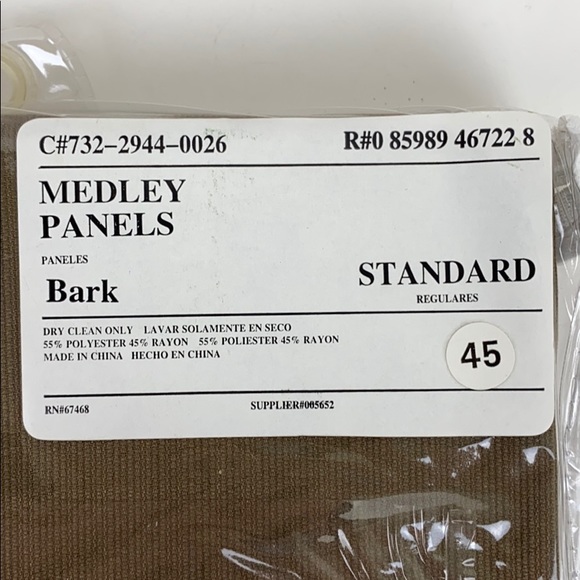 C#732–2944–0026 R#0 85989 46722 8
MEDLEY
PANELS
PANELES
Bark
STANDARD
REGULARES
DRY CLEAN ONLY LAVAR SOLAMENTE EN SECO
55% POLYESTER 45% RAYON 55% POLIESTER 45% RAYON
MADE IN CHINA HECHO EN CHINA
45
RN#67468 SUPPLIER#005652